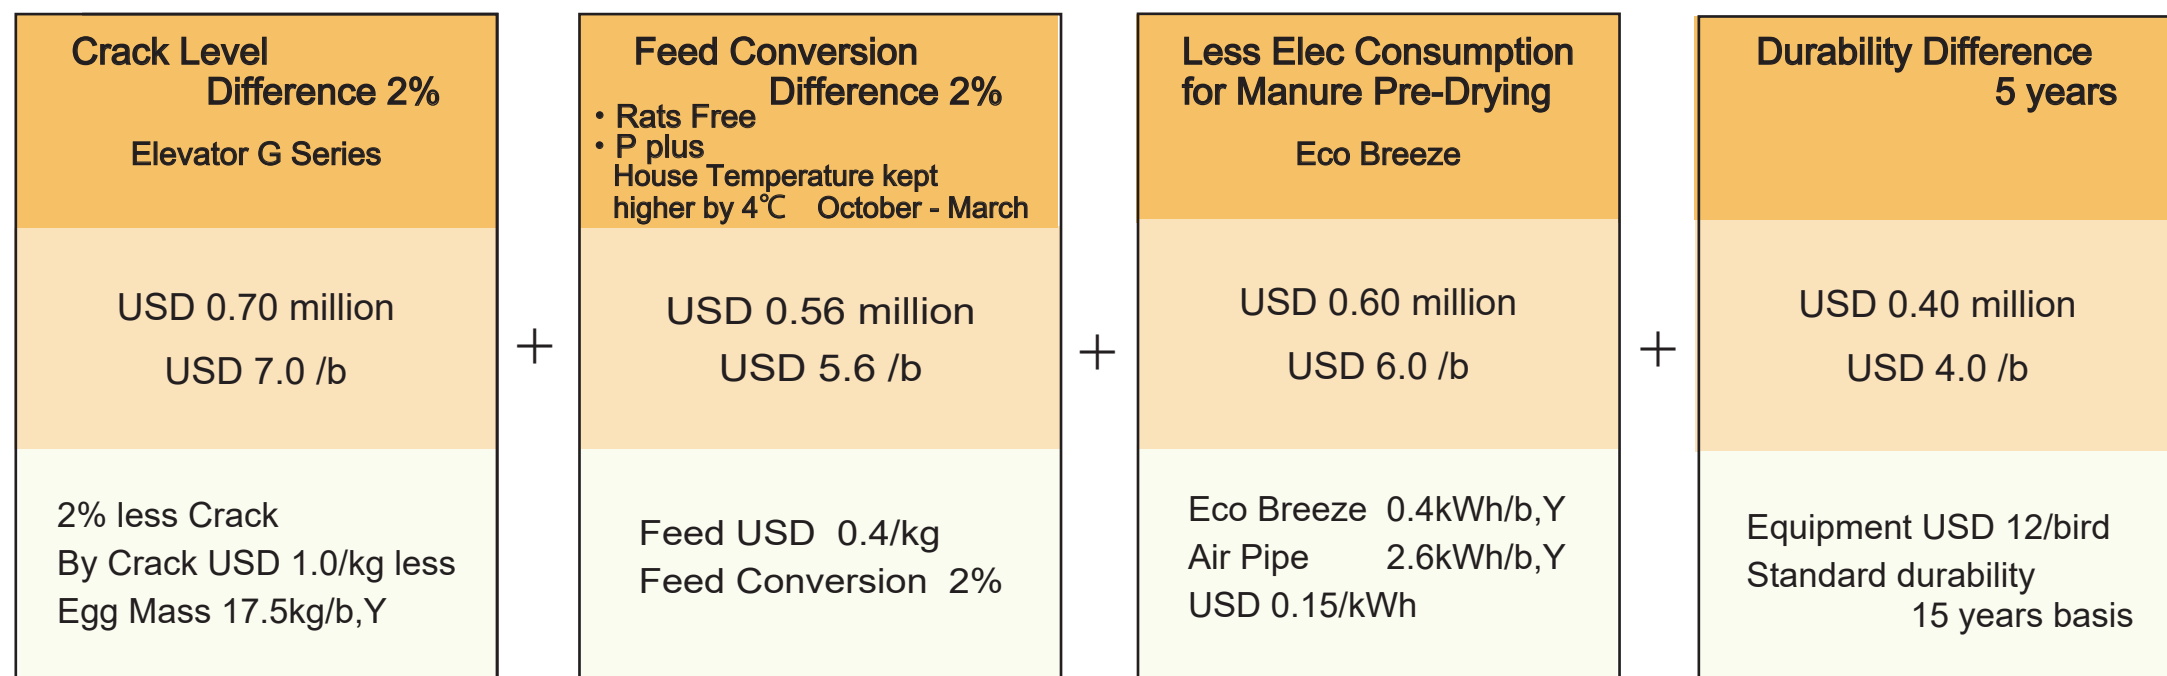 Crack Level
Difference 2%
Elevator G Series
USD 0.70 million
USD 7.0 /b
2% less Crack
By Crack USD 1.0/kg less
Egg Mass 17.5kg/b,Y
+
Feed Conversion
Difference 2%
・Rats Free
・P plus
House Temperature kept
higher by 4℃ October - March
USD 0.56 million
USD 5.6 /b
Feed USD 0.4/kg
Feed Conversion 2%
+
Less Elec Consumption
for Manure Pre-Drying
Eco Breeze
USD 0.60 million
USD 6.0 /b
Eco Breeze 0.4kWh/b,Y
Air Pipe 2.6kWh/b,Y
USD 0.15/kWh
+
Durability Difference
5 years
USD 0.40 million
USD 4.0 /b
Equipment USD 12/bird
Standard durability
15 years basis